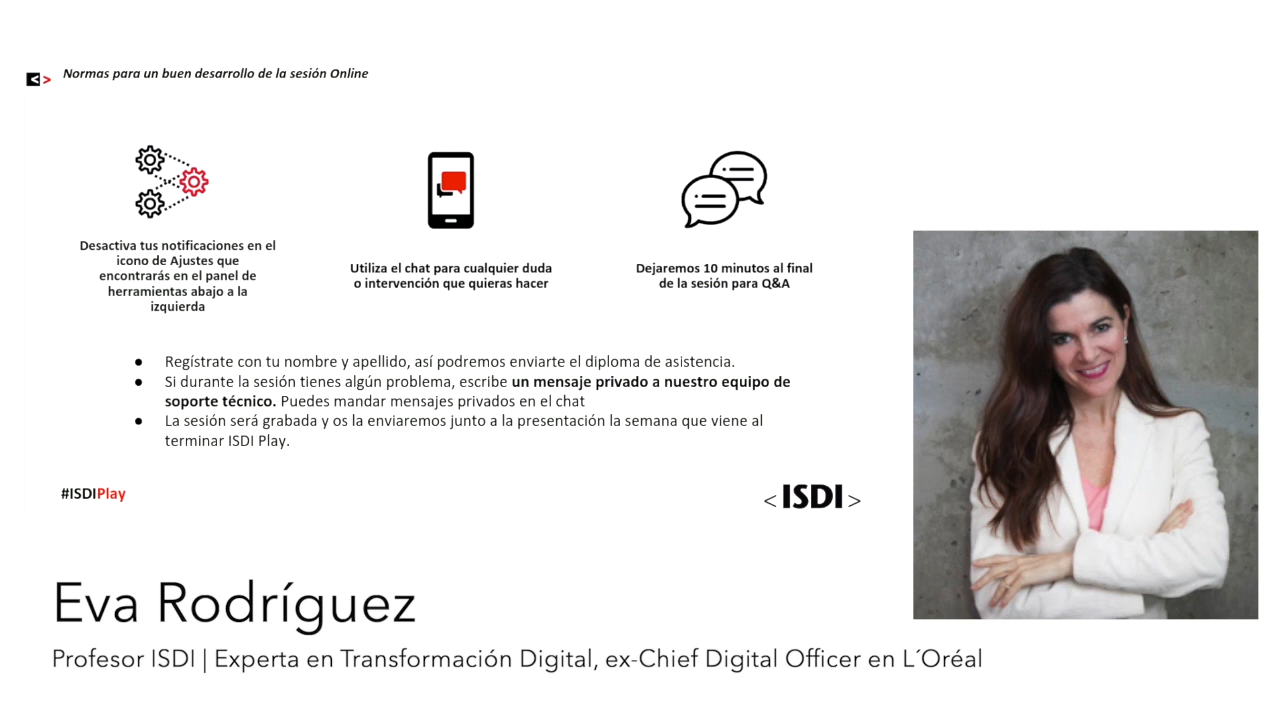 Normas para un buen desarrollo de la sesión Online
Desactiva tus notificaciones en el
icono de Ajustes que
encontrarás en el panel de
herramientas abajo a la
izquierda
Utiliza el chat para cualquier duda
o intervención que quieras hacer
Dejaremos 10 minutos al final
de la sesión para Q&A
● Regístrate con tu nombre y apellido, así podremos enviarte el diploma de asistencia.
● Si durante la sesión tienes algún problema, escribe un mensaje privado a nuestro equipo de
soporte técnico. Puedes mandar mensajes privados en el chat
● La sesión será grabada y os la enviaremos junto a la presentación la semana que viene al
terminar ISDI Play.
#ISDIPlay
<ISDI>
Eva Rodríguez
Profesor ISDI | Experta en Transformación Digital, ex-Chief Digital Officer en L´Oréal